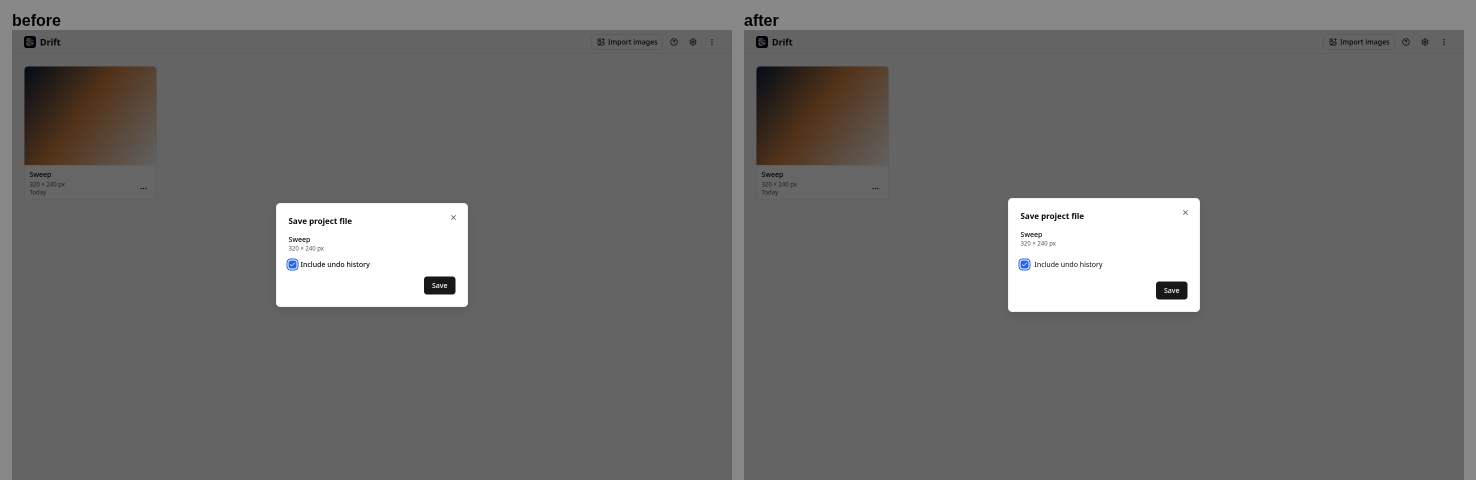 before
Drift
Import images
Sweep
320 × 240 px
Today
Save project file
Sweep
320 × 240 px
Include undo history
Save
after
Drift
Import images
Sweep
320 × 240 px
Today
Save project file
Sweep
320 × 240 px
Include undo history
Save